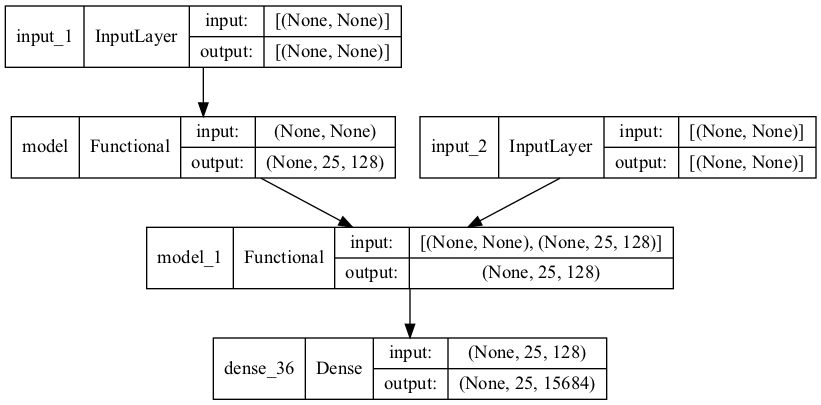 input_1 InputLayer input: [(None, None)]
output: [(None, None)]
model Functional input: (None, None)
output: (None, 25, 128)
input_2 InputLayer input: [(None, None)]
output: [(None, None)]
model_1 Functional input: [(None, None), (None, 25, 128)]
output: (None, 25, 128)
dense_36 Dense input: (None, 25, 128)
output: (None, 25, 15684)